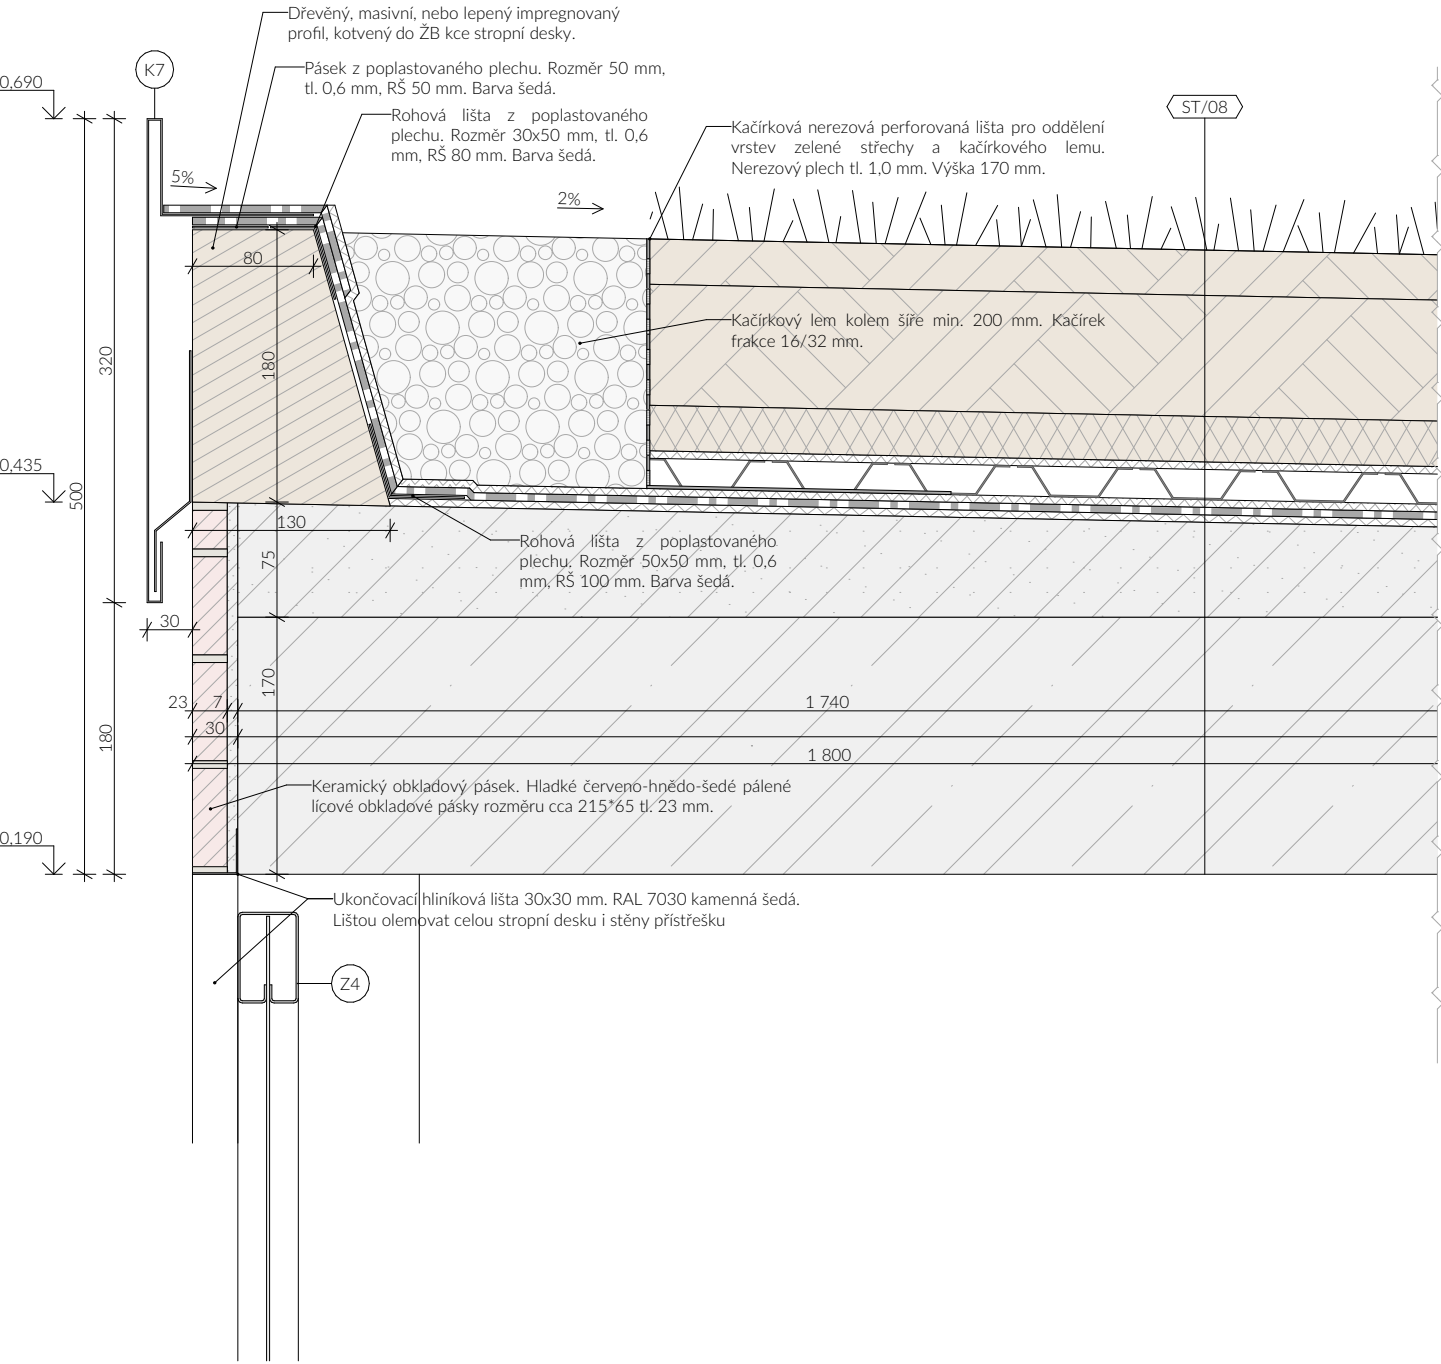 Dřevěný, masivní, nebo lepený impregnovaný
profil, kotvený do ŽB kce stropní desky.
K7
Pásek z poplastovaného plechu. Rozměr 50 mm,
tl. 0,6 mm, RŠ 50 mm. Barva šedá.
0,690
ST/08
Rohová lišta z poplastovaného
plechu. Rozměr 30x50 mm, tl. 0,6
mm, RŠ 80 mm. Barva šedá.
Kačírková nerezová perforovaná lišta pro oddělení
vrstev zelené střechy a kačírkového lemu.
Nerezový plech tl. 1,0 mm. Výška 170 mm.
5%
2%
80
Kačírkový lem kolem šíře min. 200 mm. Kačírek
frakce 16/32 mm.
320
180
0,435
500
130
Rohová lišta z poplastovaného
plechu. Rozměr 50x50 mm, tl. 0,6
mm, RŠ 100 mm. Barva šedá.
75
30
170
23
7
1 740
30
180
1 800
Keramický obkladový pásek. Hladké červeno-hnědo-šedé pálené
lícové obkladové pásky rozměru cca 215*65 tl. 23 mm.
0,190
Ukončovací hliníková lišta 30x30 mm. RAL 7030 kamenná šedá.
Lištou olemovat celou stropní desku i stěny přístřešku
Z4